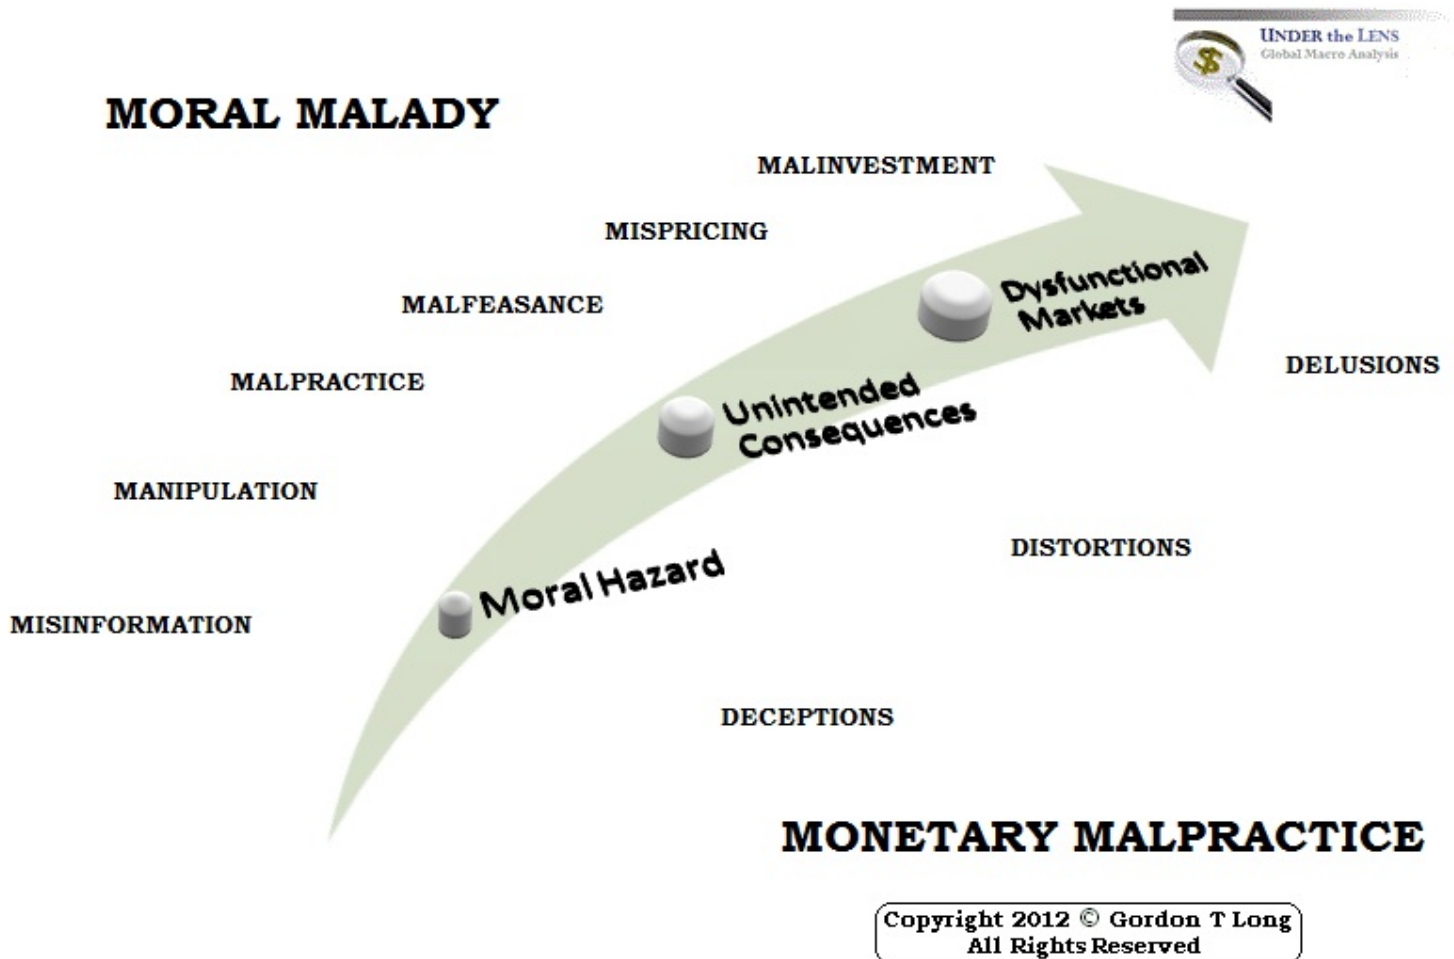 UNDER the LENS
Global Macro Analysis
MORAL MALADY
MALINVESTMENT
MISPRICING
MALFEASANCE
MALPRACTICE
MANIPULATION
MISINFORMATION
Dysfunctional
Markets
Unintended
Consequences
Moral Hazard
DELUSIONS
DISTORTIONS
DECEPTIONS
MONETARY MALPRACTICE
Copyright 2012 © Gordon T Long
All Rights Reserved